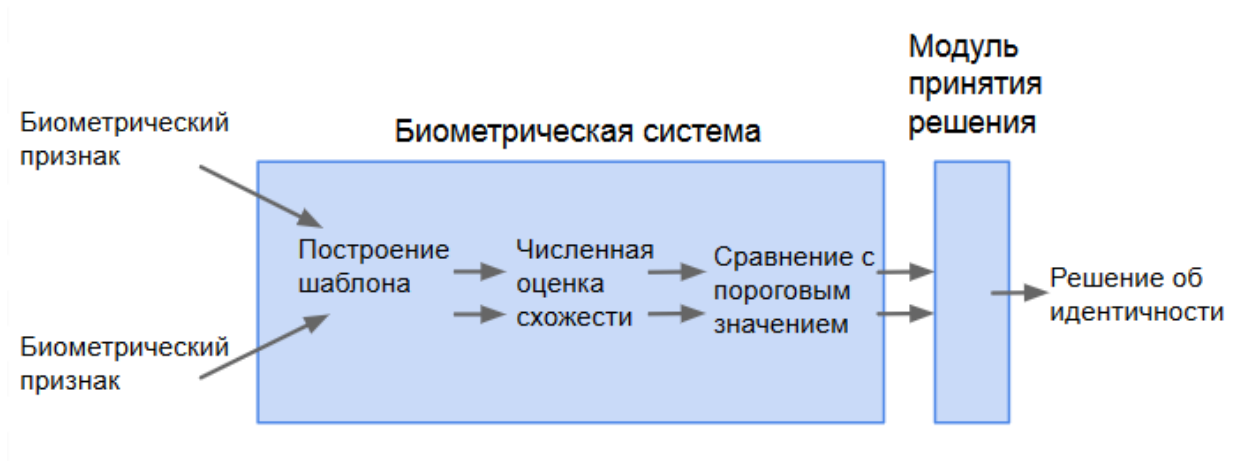 Модуль
принятия
решения
Биометрический
признак
Биометрическая система
Построение
шаблона
Численная
оценка
схожести
Сравнение с
пороговым
значением
Решение об
идентичности
Биометрический
признак